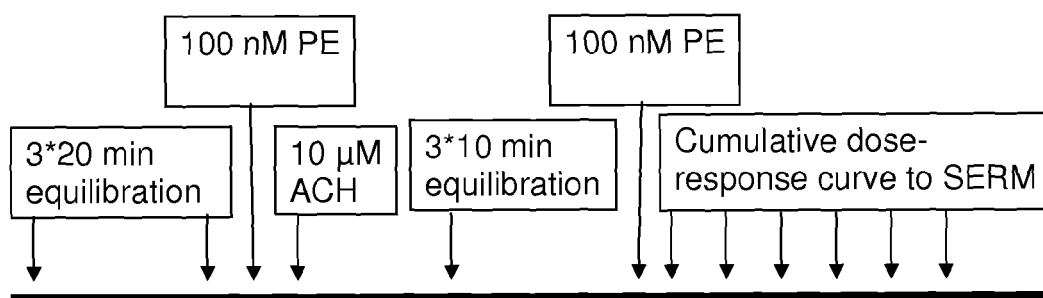 100 nM PE
100 nM PE
3*20 min
equilibration
10 µM
ACH
3*10 min
equilibration
Cumulative dose-
response curve to SERM